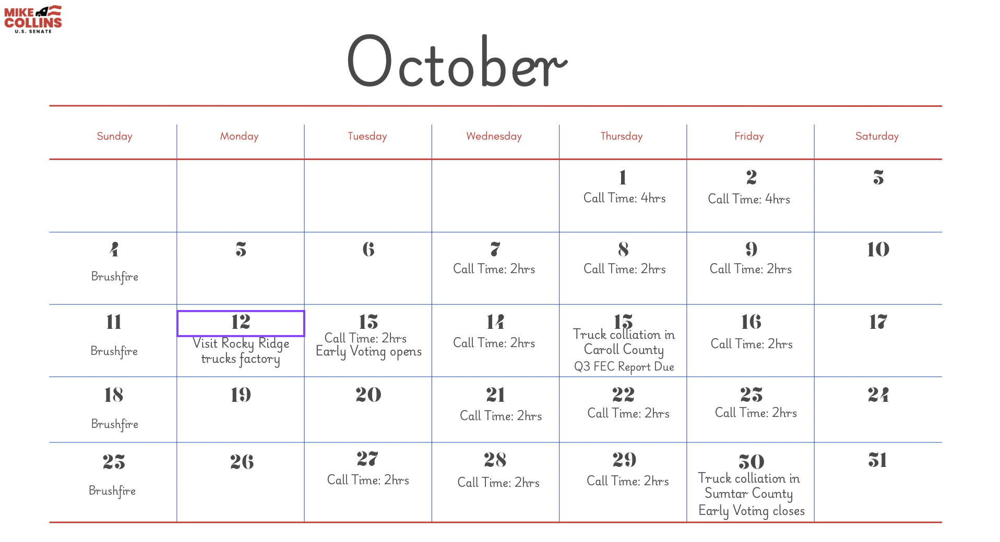 MIKE
COLLINS
U.S. SENATE
October
Sunday Monday Tuesday Wednesday Thursday Friday Saturday
1 2 3
Call Time: 4hrs Call Time: 4hrs
4 5 6 7 8 9 10
Brushfire Call Time: 2hrs Call Time: 2hrs Call Time: 2hrs
11 12 13 14 15 16 17
Brushfire
Visit Rocky Ridge
trucks factory
Call Time: 2hrs
Early Voting opens
Call Time: 2hrs
Truck colliation in
Caroll County
Q3 FEC Report Due
Call Time: 2hrs
18 19 20 21 22 23 24
Brushfire Call Time: 2hrs Call Time: 2hrs Call Time: 2hrs
25 26 27 28 29 30 31
Brushfire
Call Time: 2hrs
Call Time: 2hrs
Call Time: 2hrs
Truck colliation in
Sumtar County
Early Voting closes